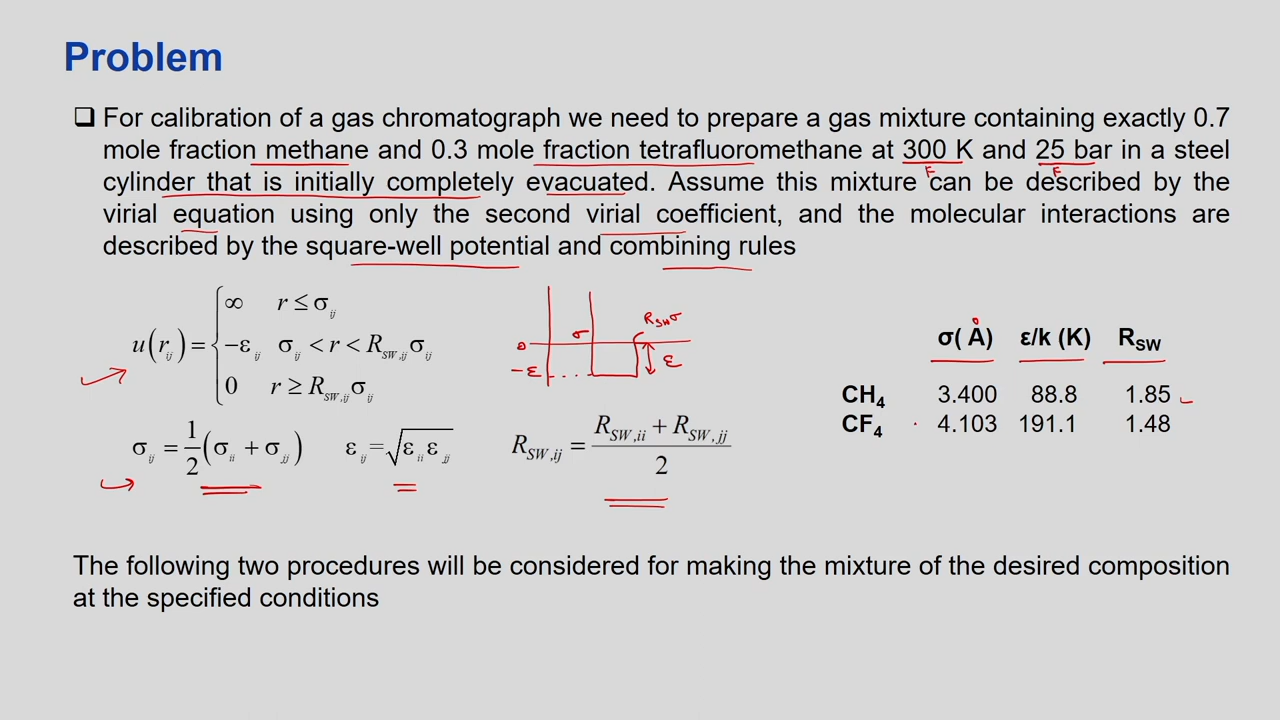 Problem
❑ For calibration of a gas chromatograph we need to prepare a gas mixture containing exactly 0.7
mole fraction methane and 0.3 mole fraction tetrafluoromethane at 300 K and 25 bar in a steel
F F
cylinder that is initially completely evacuated. Assume this mixture can be described by the
virial equation using only the second virial coefficient, and the molecular interactions are
described by the square-well potential and combining rules
u(r_ij) = { ∞ r ≤ σ_ij
−ε_ij σ_ij < r < R_SW,ij σ_ij
0 r ≥ R_SW,ij σ_ij
R_SW σ
σ
0
−ε
ε
σ(Å) ε/k (K) R_SW
CH₄ 3.400 88.8 1.85
CF₄ 4.103 191.1 1.48
σ_ij = 1/2 (σ_ii + σ_jj) ε_ij = √(ε_ii ε_jj) R_SW,ij = (R_SW,ii + R_SW,jj)/2
The following two procedures will be considered for making the mixture of the desired composition
at the specified conditions